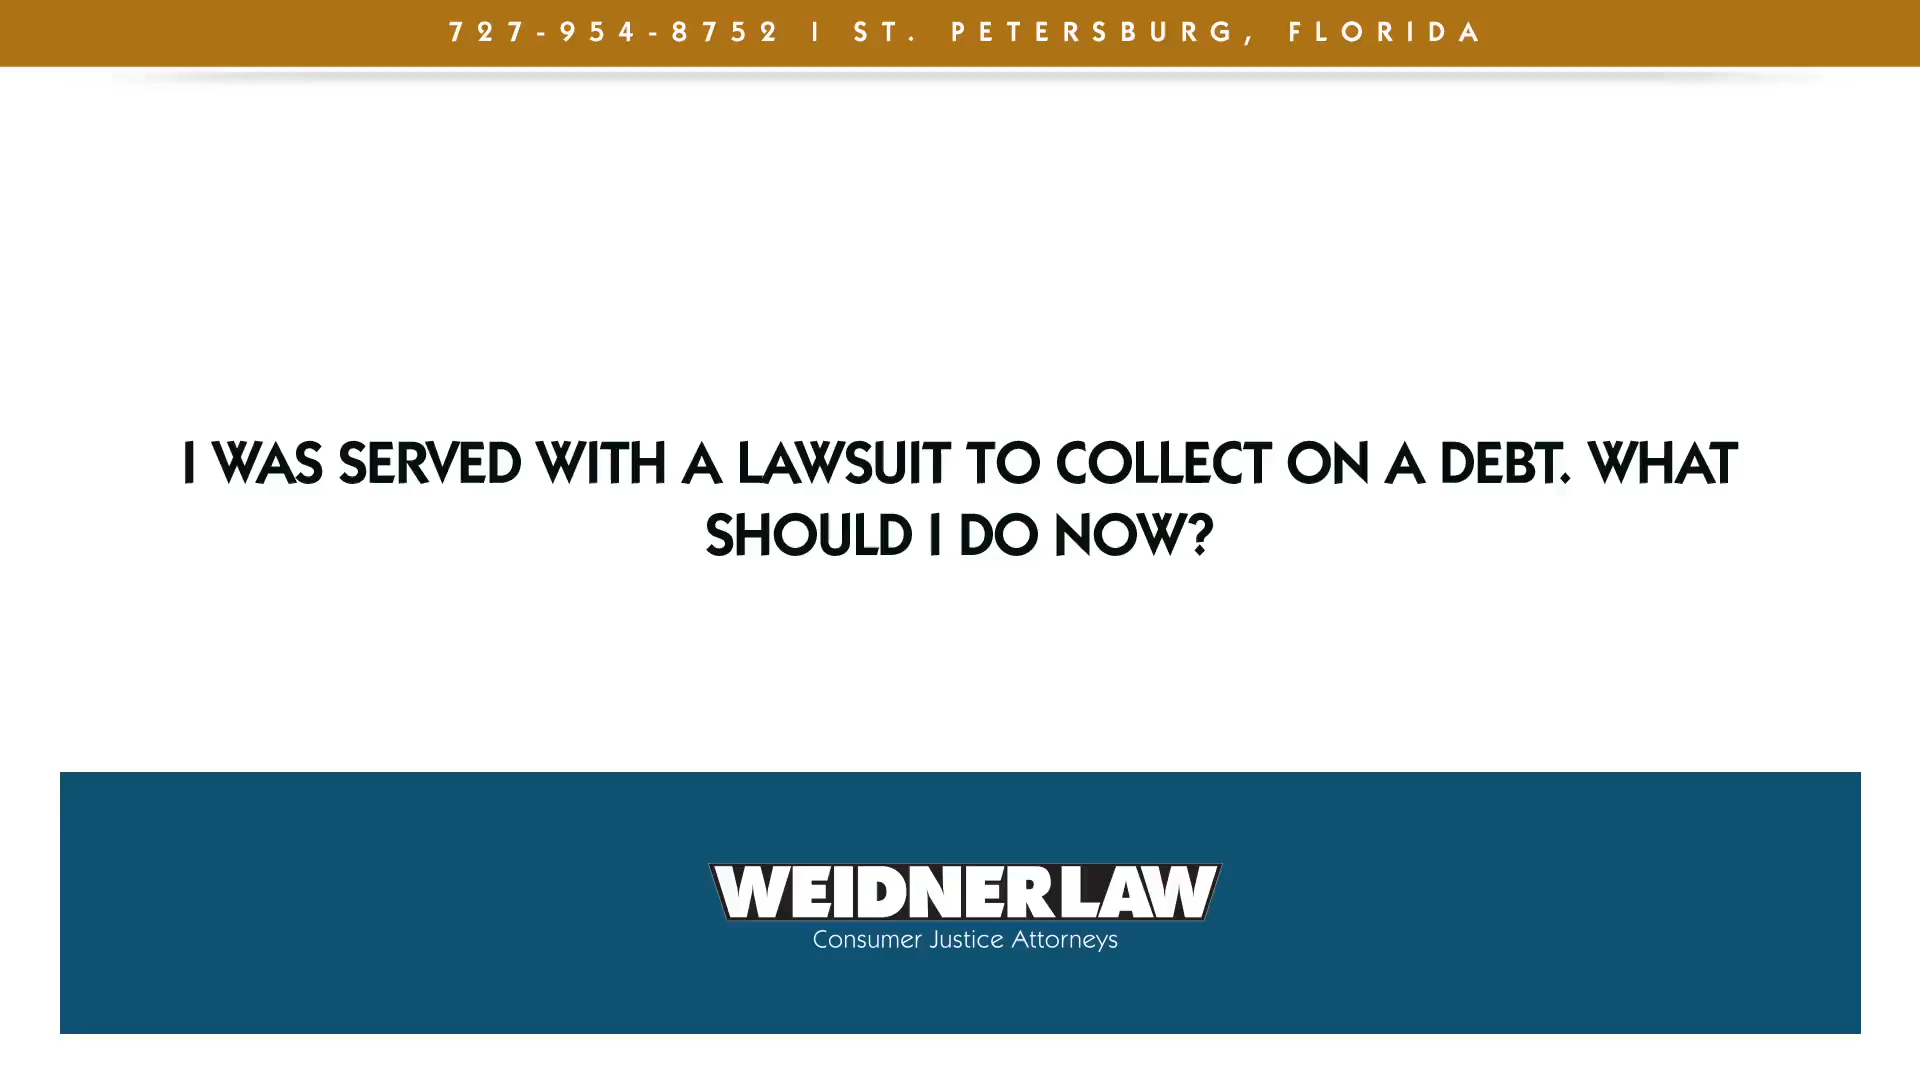 727-954-8752 | ST. PETERSBURG, FLORIDA
I WAS SERVED WITH A LAWSUIT TO COLLECT ON A DEBT. WHAT
SHOULD I DO NOW?
WEIDNERLAW
Consumer Justice Attorneys